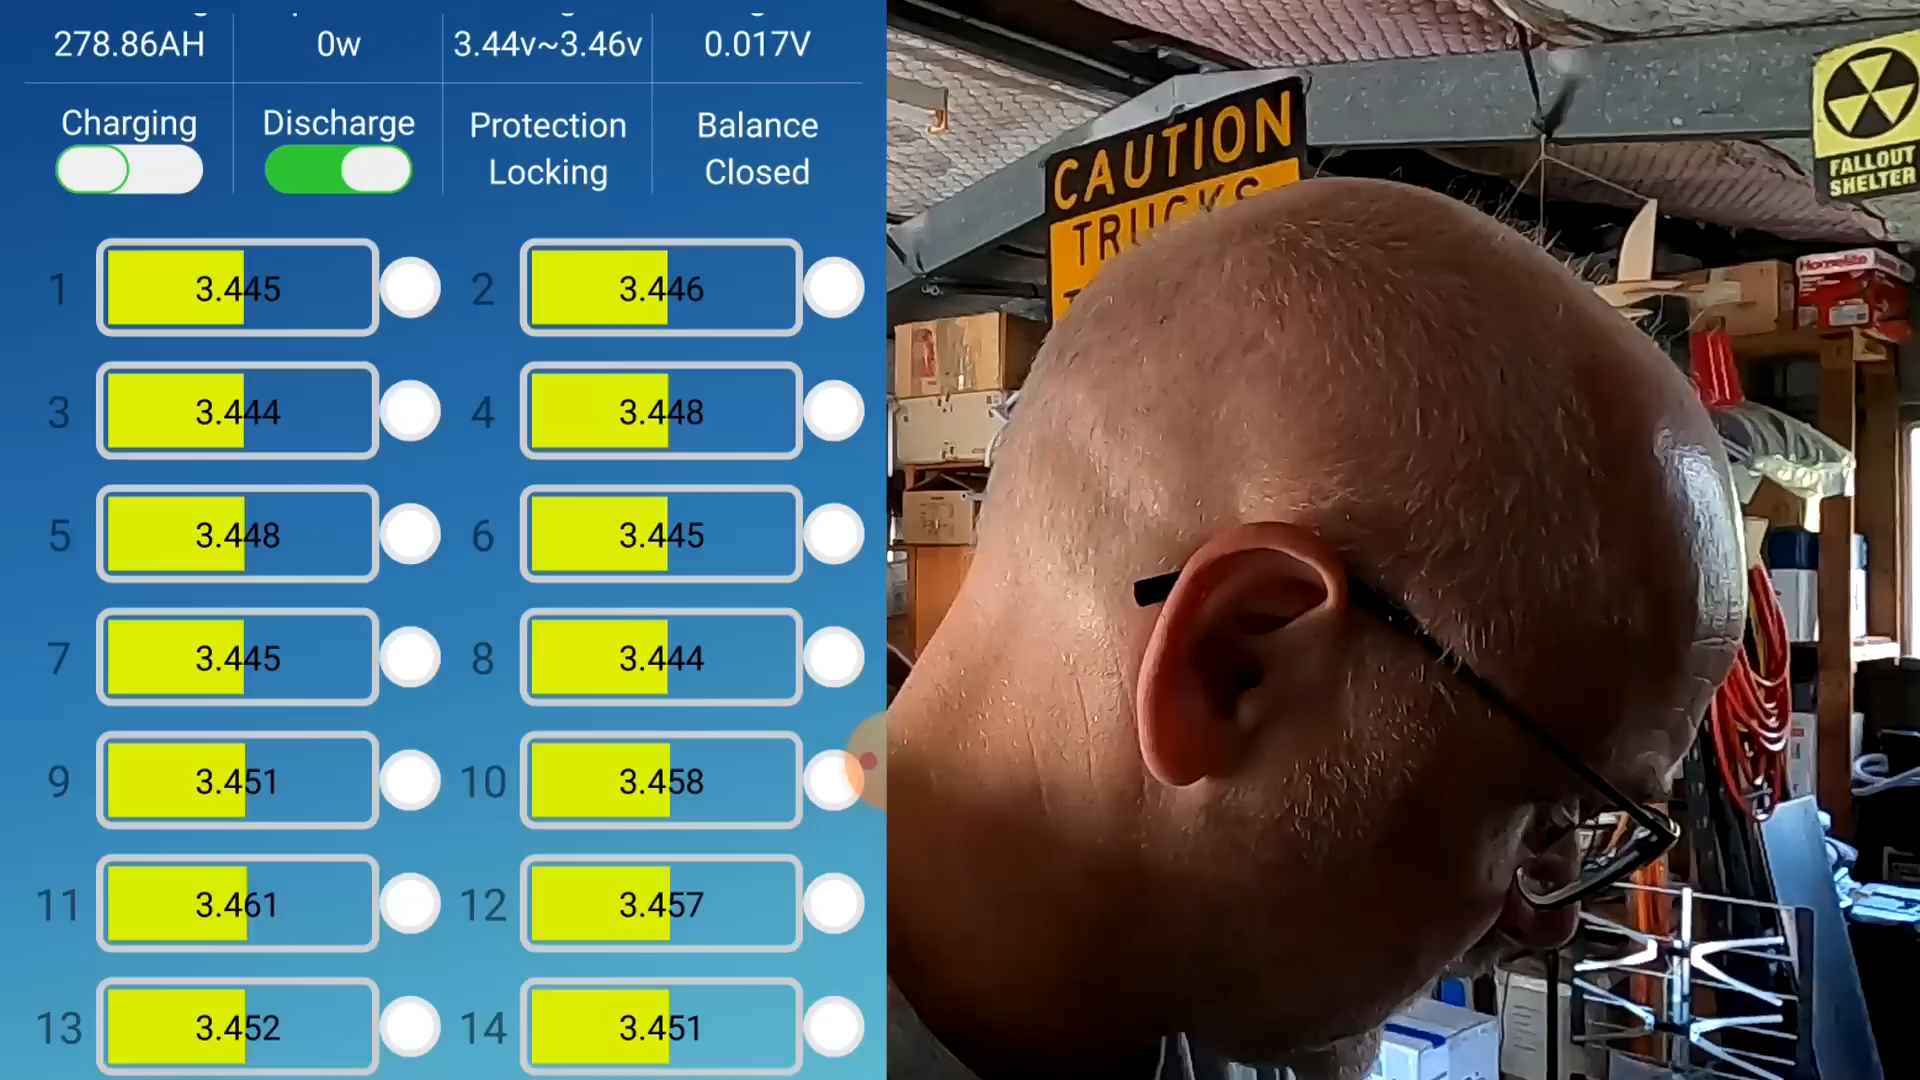 278.86AH
0w
3.44v~3.46v
0.017V
Charging
Discharge
Protection
Locking
Balance
Closed
1 3.445
2 3.446
3 3.444
4 3.448
5 3.448
6 3.445
7 3.445
8 3.444
9 3.451
10 3.458
11 3.461
12 3.457
13 3.452
14 3.451
CAUTION
TRUCKS
FALLOUT
SHELTER
Homelite